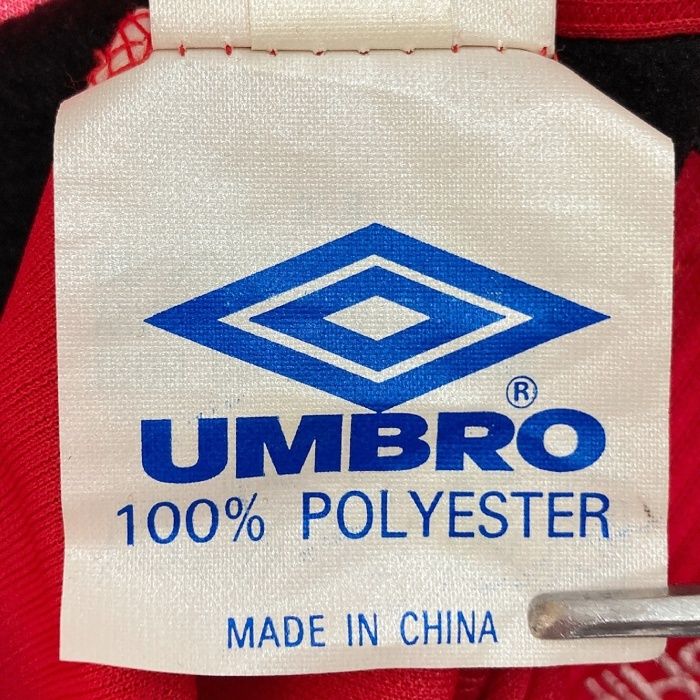 ®
UMBRO
100% POLYESTER
MADE IN CHINA